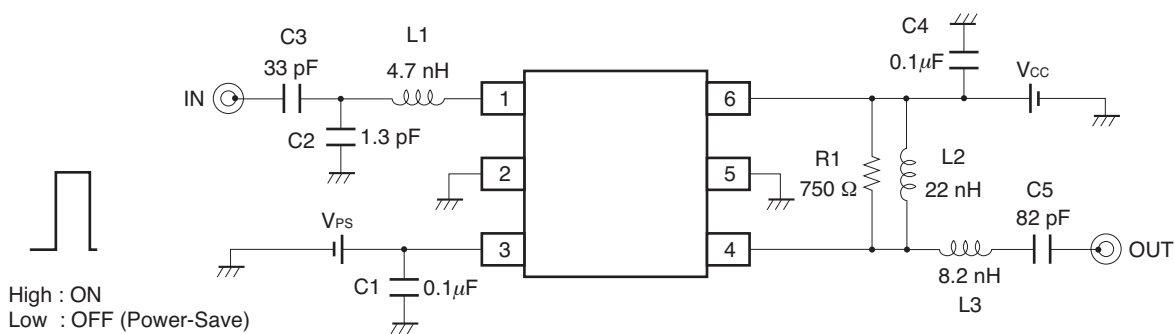 C3
33 pF
L1
4.7 nH
C4
0.1μF
VCC
IN
1
6
C2
1.3 pF
R1
750 Ω
L2
22 nH
2
5
C5
82 pF
VPS
3
4
OUT
C1
0.1μF
8.2 nH
L3
High : ON
Low : OFF (Power-Save)